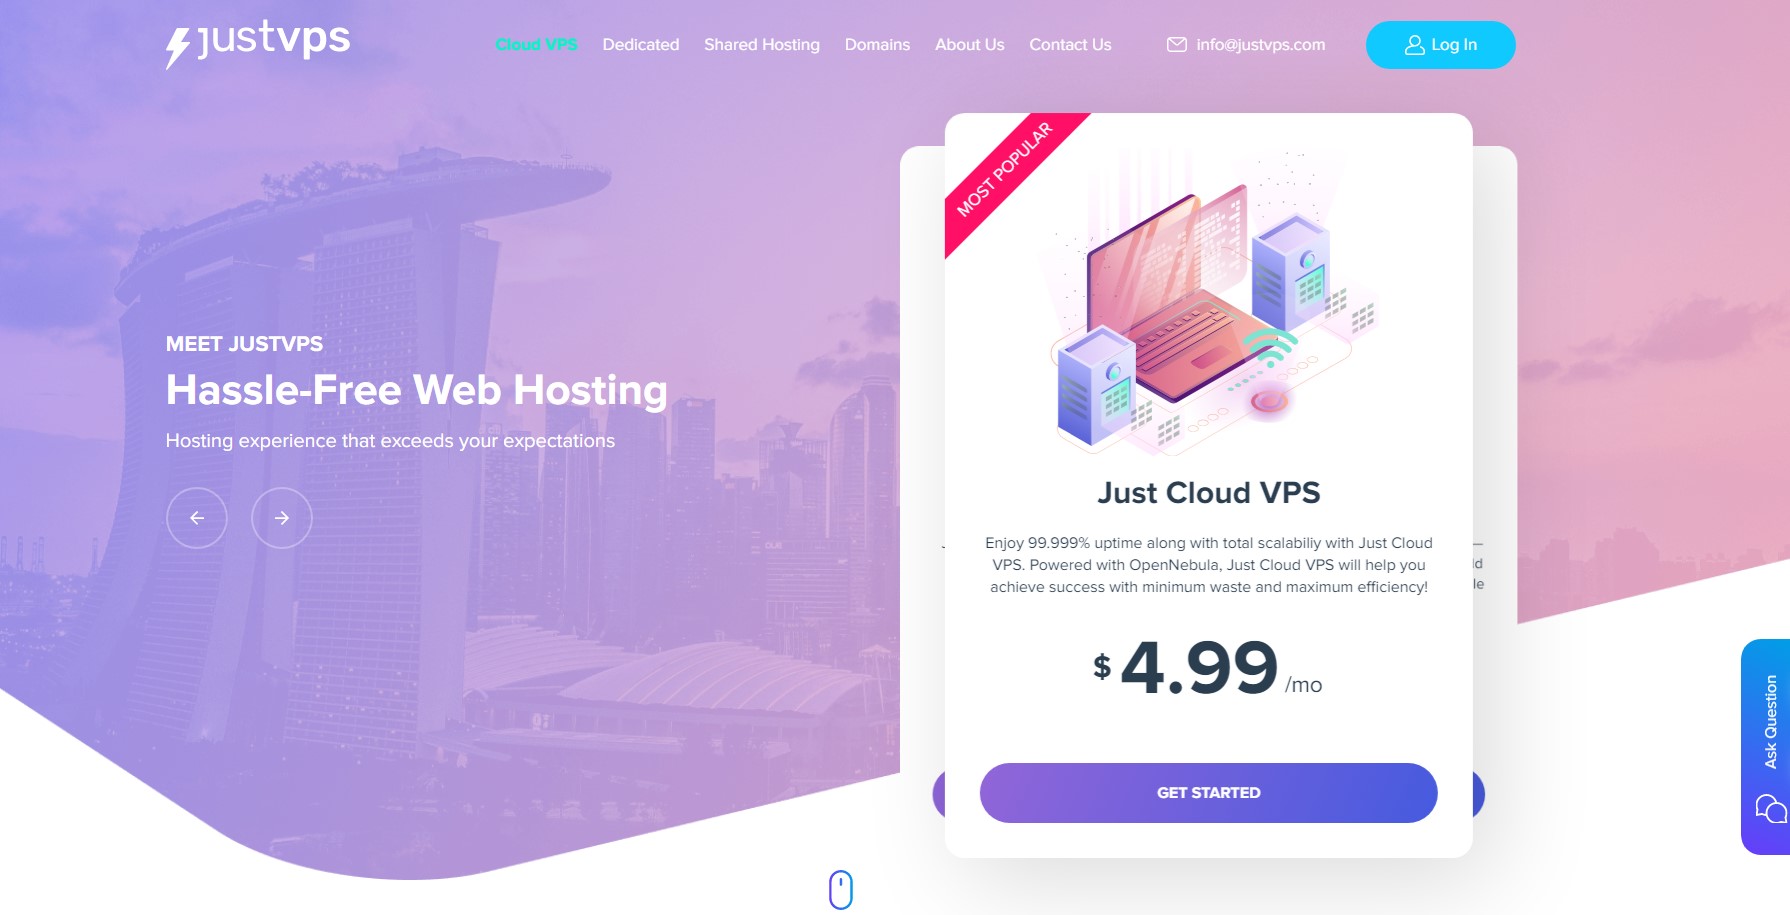 justvps
Cloud VPS
Dedicated
Shared Hosting
Domains
About Us
Contact Us
info@justvps.com
Log In
MOST POPULAR
MEET JUSTVPS
Hassle-Free Web Hosting
Hosting experience that exceeds your expectations
Just Cloud VPS
Enjoy 99.999% uptime along with total scalabiliy with Just Cloud
VPS. Powered with OpenNebula, Just Cloud VPS will help you
achieve success with minimum waste and maximum efficiency!
$4.99/mo
GET STARTED
Ask Question